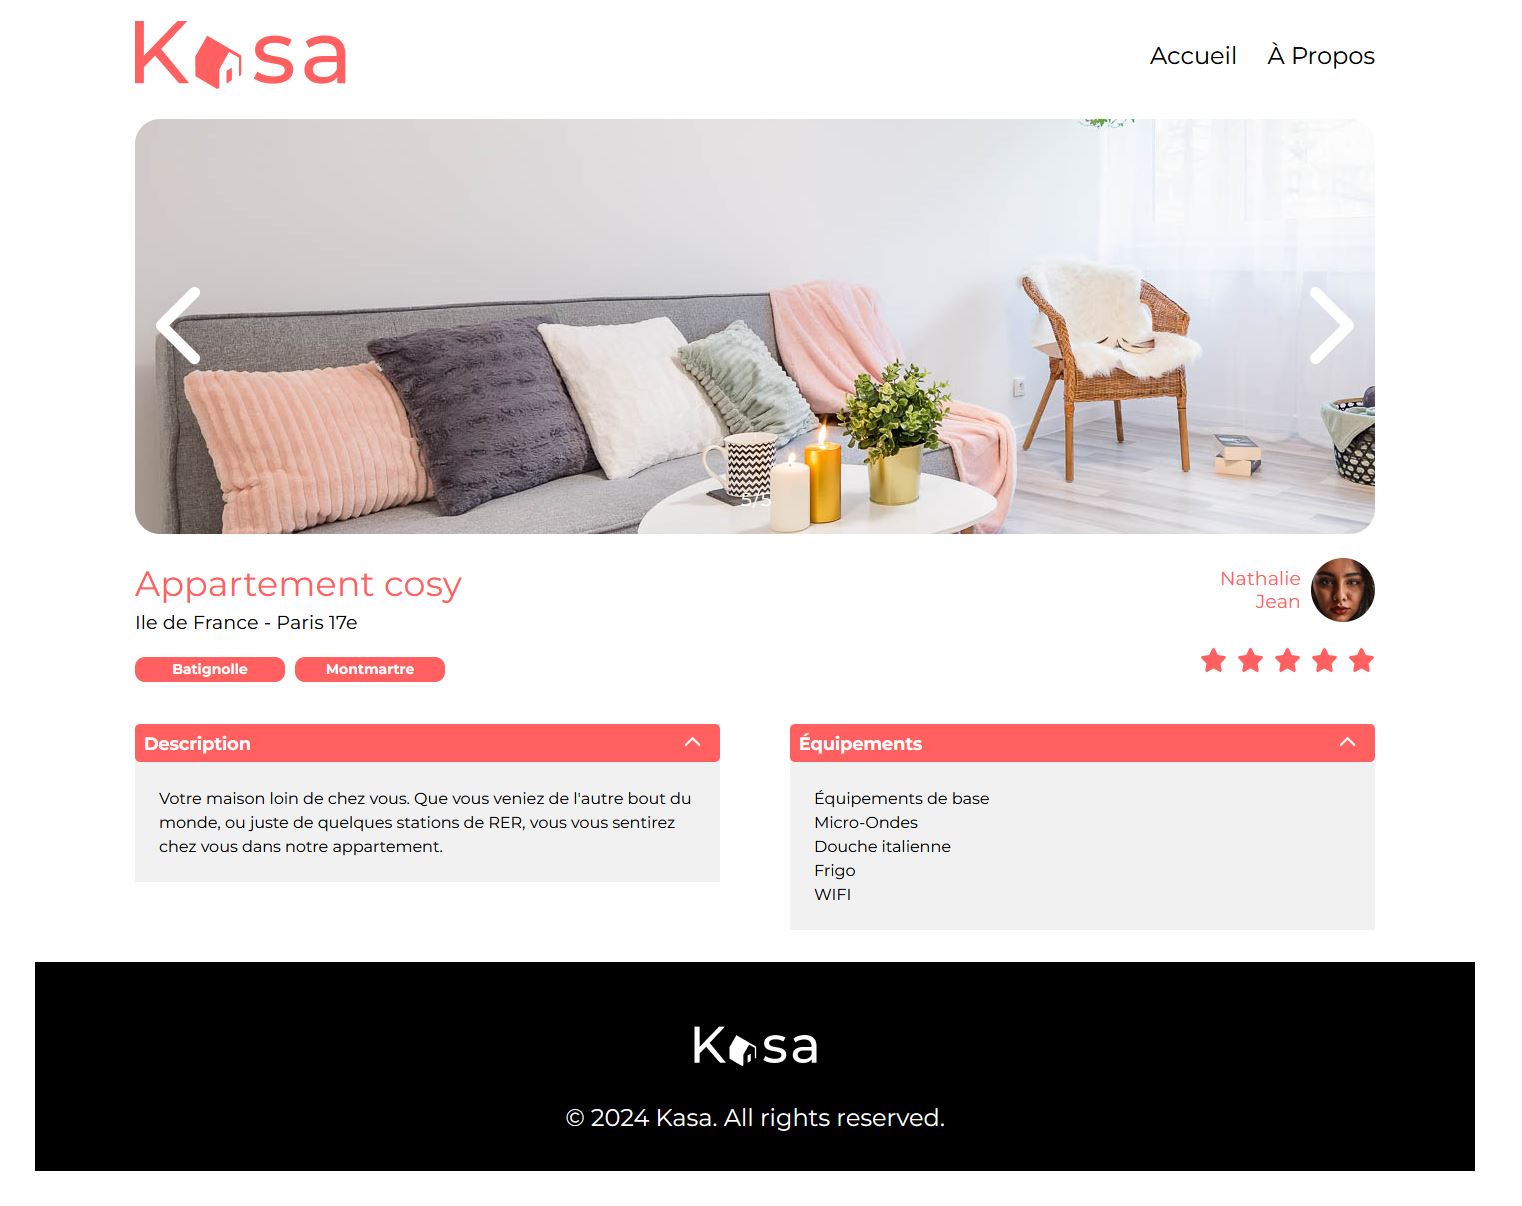 Kasa
Accueil À Propos
5/5
Appartement cosy
Ile de France - Paris 17e
Batignolle Montmartre
Nathalie
Jean
Description
Votre maison loin de chez vous. Que vous veniez de l'autre bout du
monde, ou juste de quelques stations de RER, vous vous sentirez
chez vous dans notre appartement.
Équipements
Équipements de base
Micro-Ondes
Douche italienne
Frigo
WIFI
Kasa
© 2024 Kasa. All rights reserved.